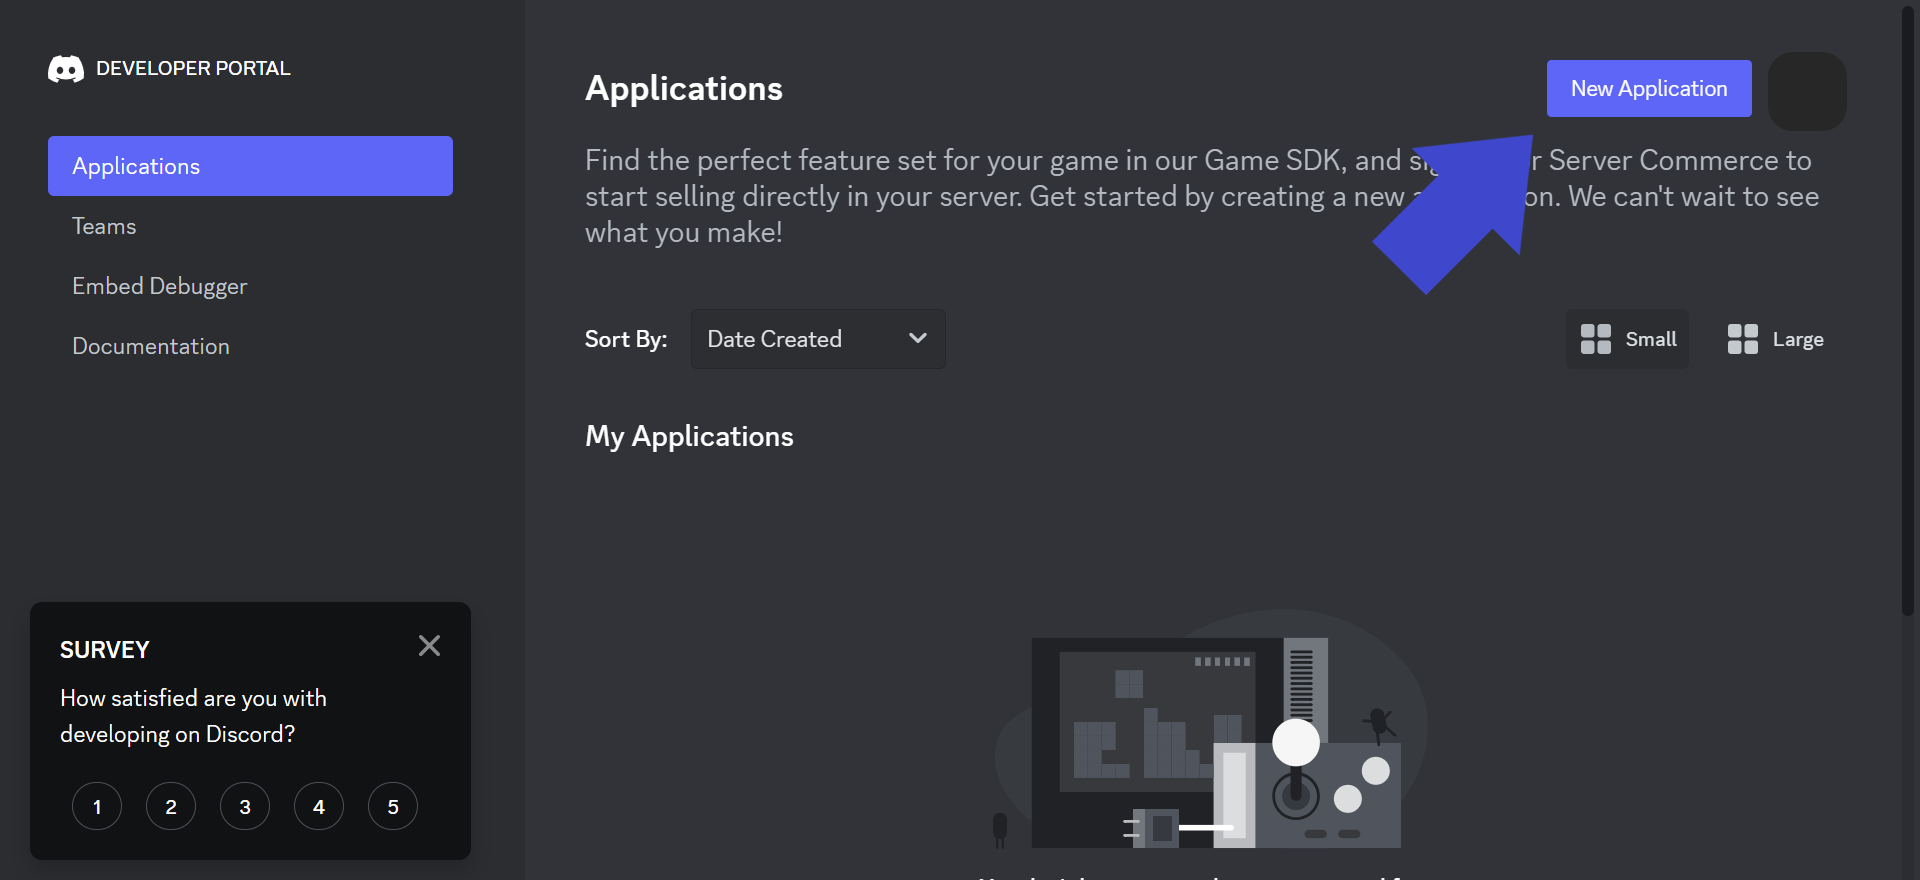 DEVELOPER PORTAL
Applications
Teams
Embed Debugger
Documentation
SURVEY
How satisfied are you with
developing on Discord?
1 2 3 4 5
Applications
New Application
Find the perfect feature set for your game in our Game SDK, and Server Commerce to
start selling directly in your server. Get started by creating a new We can't wait to see
what you make!
Sort By:
Date Created
Small
Large
My Applications